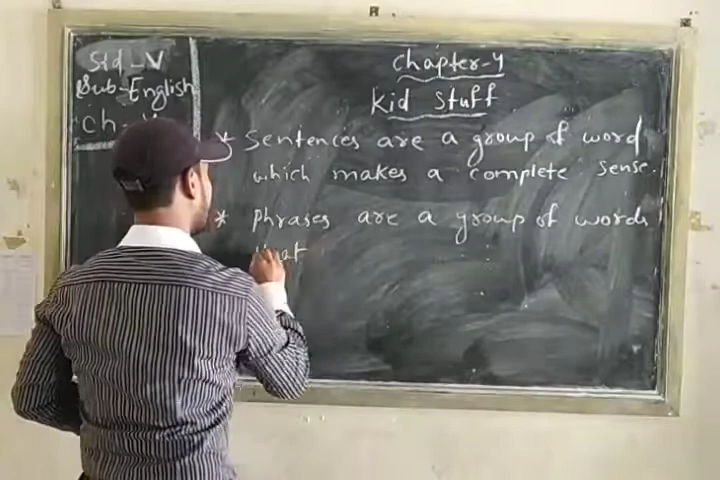 Std-V
Sub-English
Ch-
Chapter-4
Kid Stuff
* Sentences are a group of word
which makes a complete sense.
* Phrases are a group of words
that